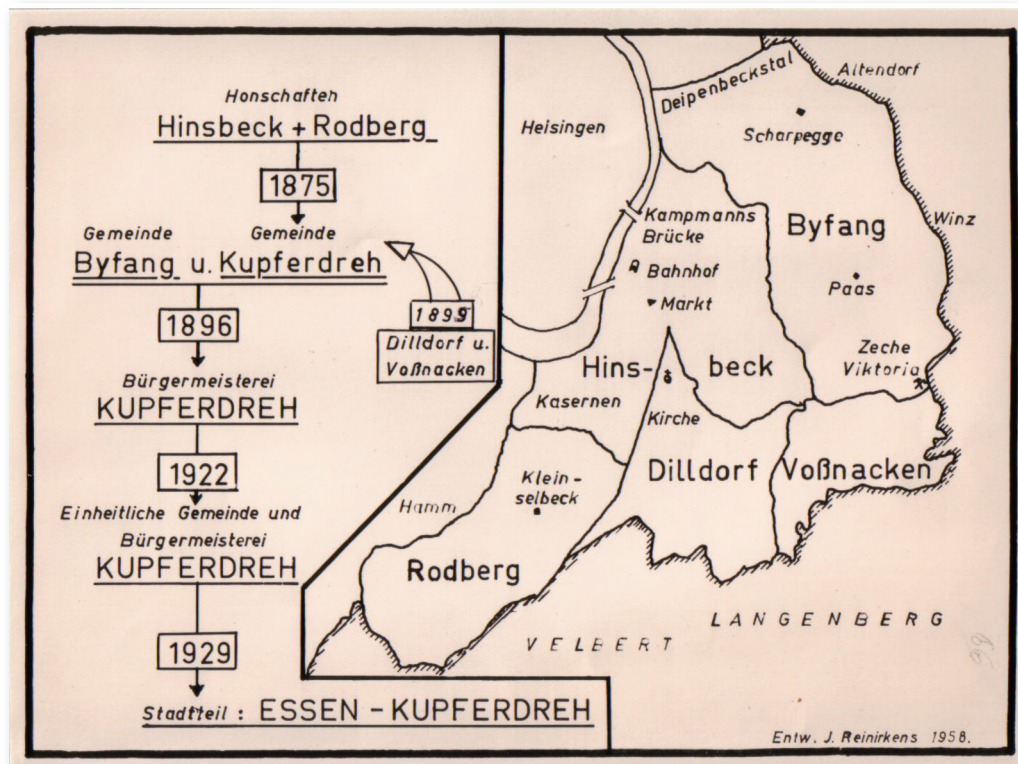 Honschaften
Hinsbeck + Rodberg
1875
Gemeinde Gemeinde
Byfang u. Kupferdreh
1896
1899
Dilldorf u.
Voßnacken
Bürgermeisterei
KUPFERDREH
1922
Einheitliche Gemeinde und
Bürgermeisterei
KUPFERDREH
1929
Stadtteil : ESSEN - KUPFERDREH
Heisingen
Deipenbeckstal
Altendorf
Scharpegge
Kampmanns
Brücke
Byfang
Winz
Bahnhof
Paas
Markt
Zeche
Viktoria
Hins- beck
Kasernen
Kirche
Dilldorf
Voßnacken
Klein-
selbeck
Hamm
Rodberg
VELBERT
LANGENBERG
Entw. J. Reinirkens 1958.